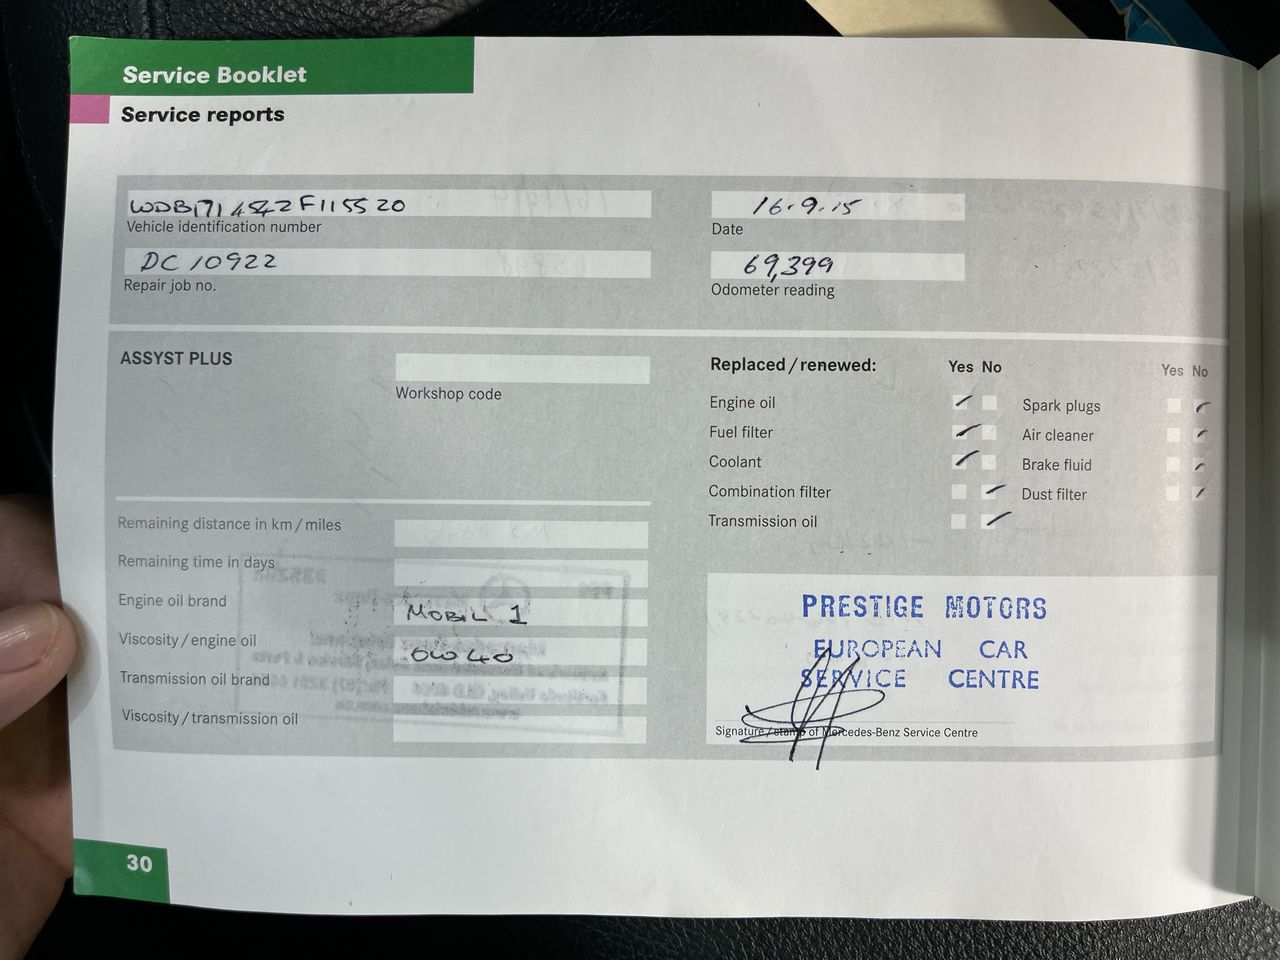 Service Booklet
Service reports
WDB1714542F115520
Vehicle identification number
16.9.15
Date
DC 10922
Repair job no.
69,399
Odometer reading
ASSYST PLUS
Workshop code
Remaining distance in km/miles
Remaining time in days
Engine oil brand MOBIL 1
Viscosity/engine oil 0W40
Transmission oil brand
Viscosity/transmission oil
Replaced/renewed: Yes No Yes No
Engine oil Spark plugs
Fuel filter Air cleaner
Coolant Brake fluid
Combination filter Dust filter
Transmission oil
PRESTIGE MOTORS
EUROPEAN CAR
SERVICE CENTRE
Signature/stamp of Mercedes-Benz Service Centre
30